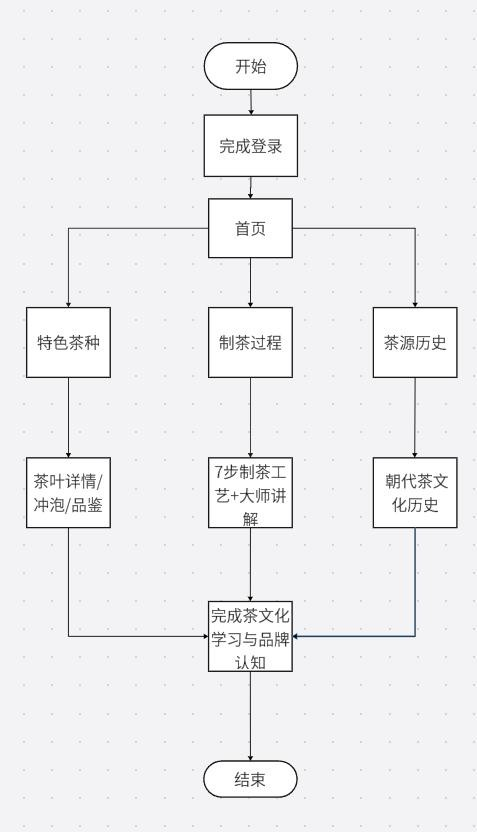 开始
完成登录
首页
特色茶种
制茶过程
茶源历史
茶叶详情/
冲泡/品鉴
7步制茶工
艺+大师讲
解
朝代茶文
化历史
完成茶文化
学习与品牌
认知
结束